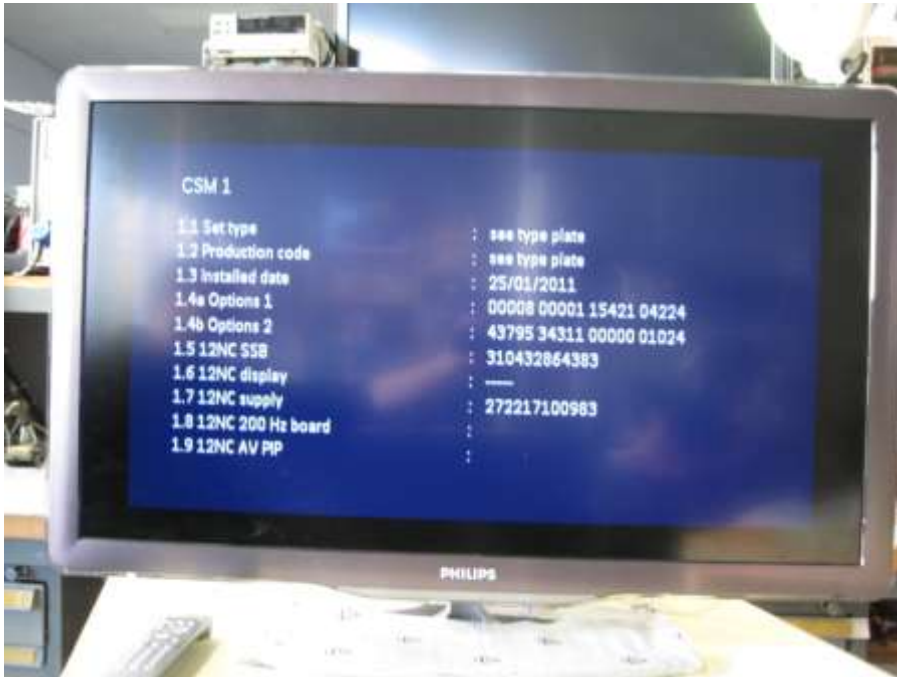 CSM 1
1.1 Set type : see type plate
1.2 Production code : see type plate
1.3 Installed date : 25/01/2011
1.4a Options 1 : 00008 00001 15421 04224
1.4b Options 2 : 43795 34311 00000 01024
1.5 12NC SSB : 310432864383
1.6 12NC display : ----
1.7 12NC supply : 272217100983
1.8 12NC 200 Hz board :
1.9 12NC AV PIP :
PHILIPS